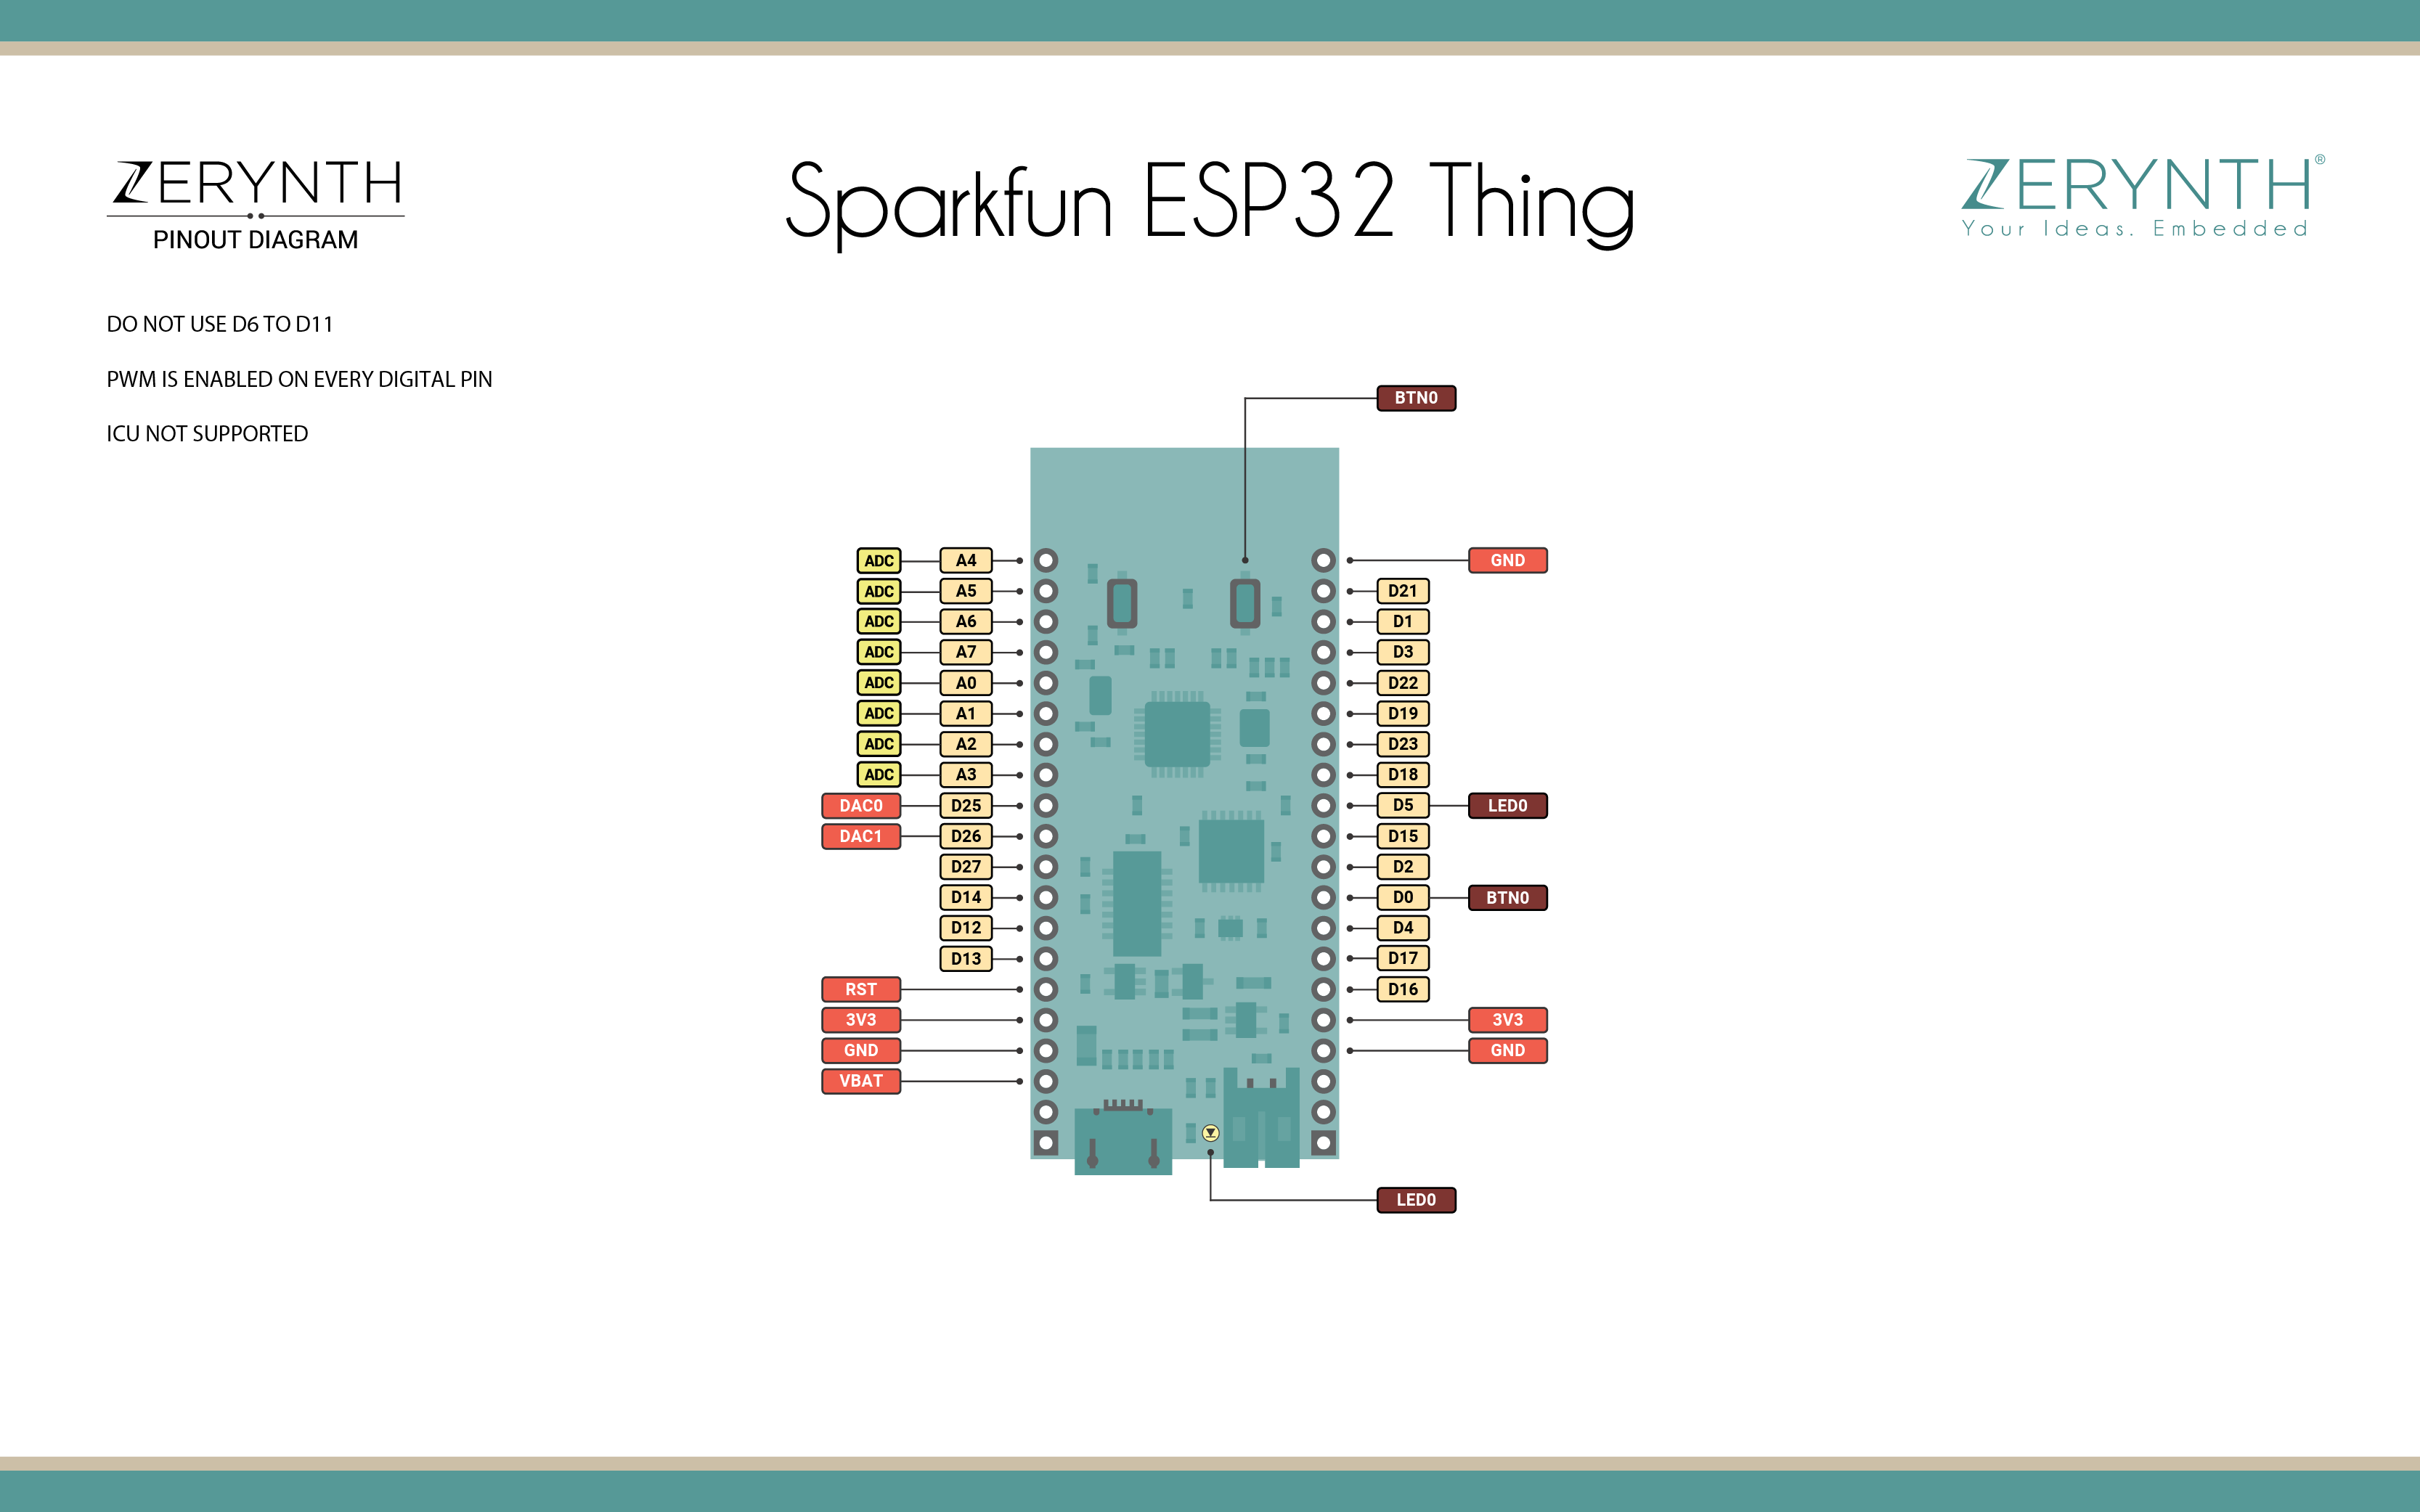 ZERYNTH
PINOUT DIAGRAM
Sparkfun ESP32 Thing
ZERYNTH®
Your Ideas. Embedded
DO NOT USE D6 TO D11
PWM IS ENABLED ON EVERY DIGITAL PIN
ICU NOT SUPPORTED
BTN0
ADC A4 GND
ADC A5 D21
ADC A6 D1
ADC A7 D3
ADC A0 D22
ADC A1 D19
ADC A2 D23
ADC A3 D18
DAC0 D25 D5 LED0
DAC1 D26 D15
D27 D2
D14 D0 BTN0
D12 D4
D13 D17
RST D16
3V3 3V3
GND GND
VBAT
LED0